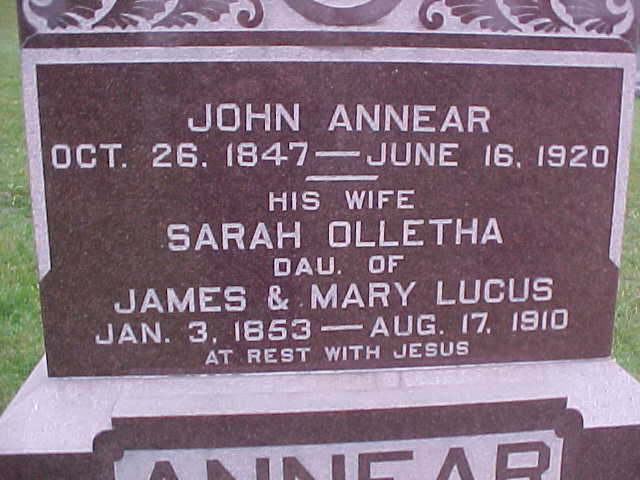 JOHN ANNEAR
OCT. 26. 1847 — JUNE 16, 1920
HIS WIFE
SARAH OLLETHA
DAU. OF
JAMES & MARY LUCUS
JAN. 3, 1853 — AUG. 17, 1910
AT REST WITH JESUS
ANNEAR